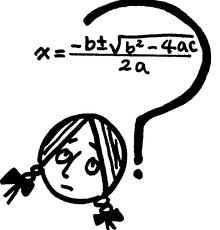 x = -b ± √b² - 4ac / 2a
?